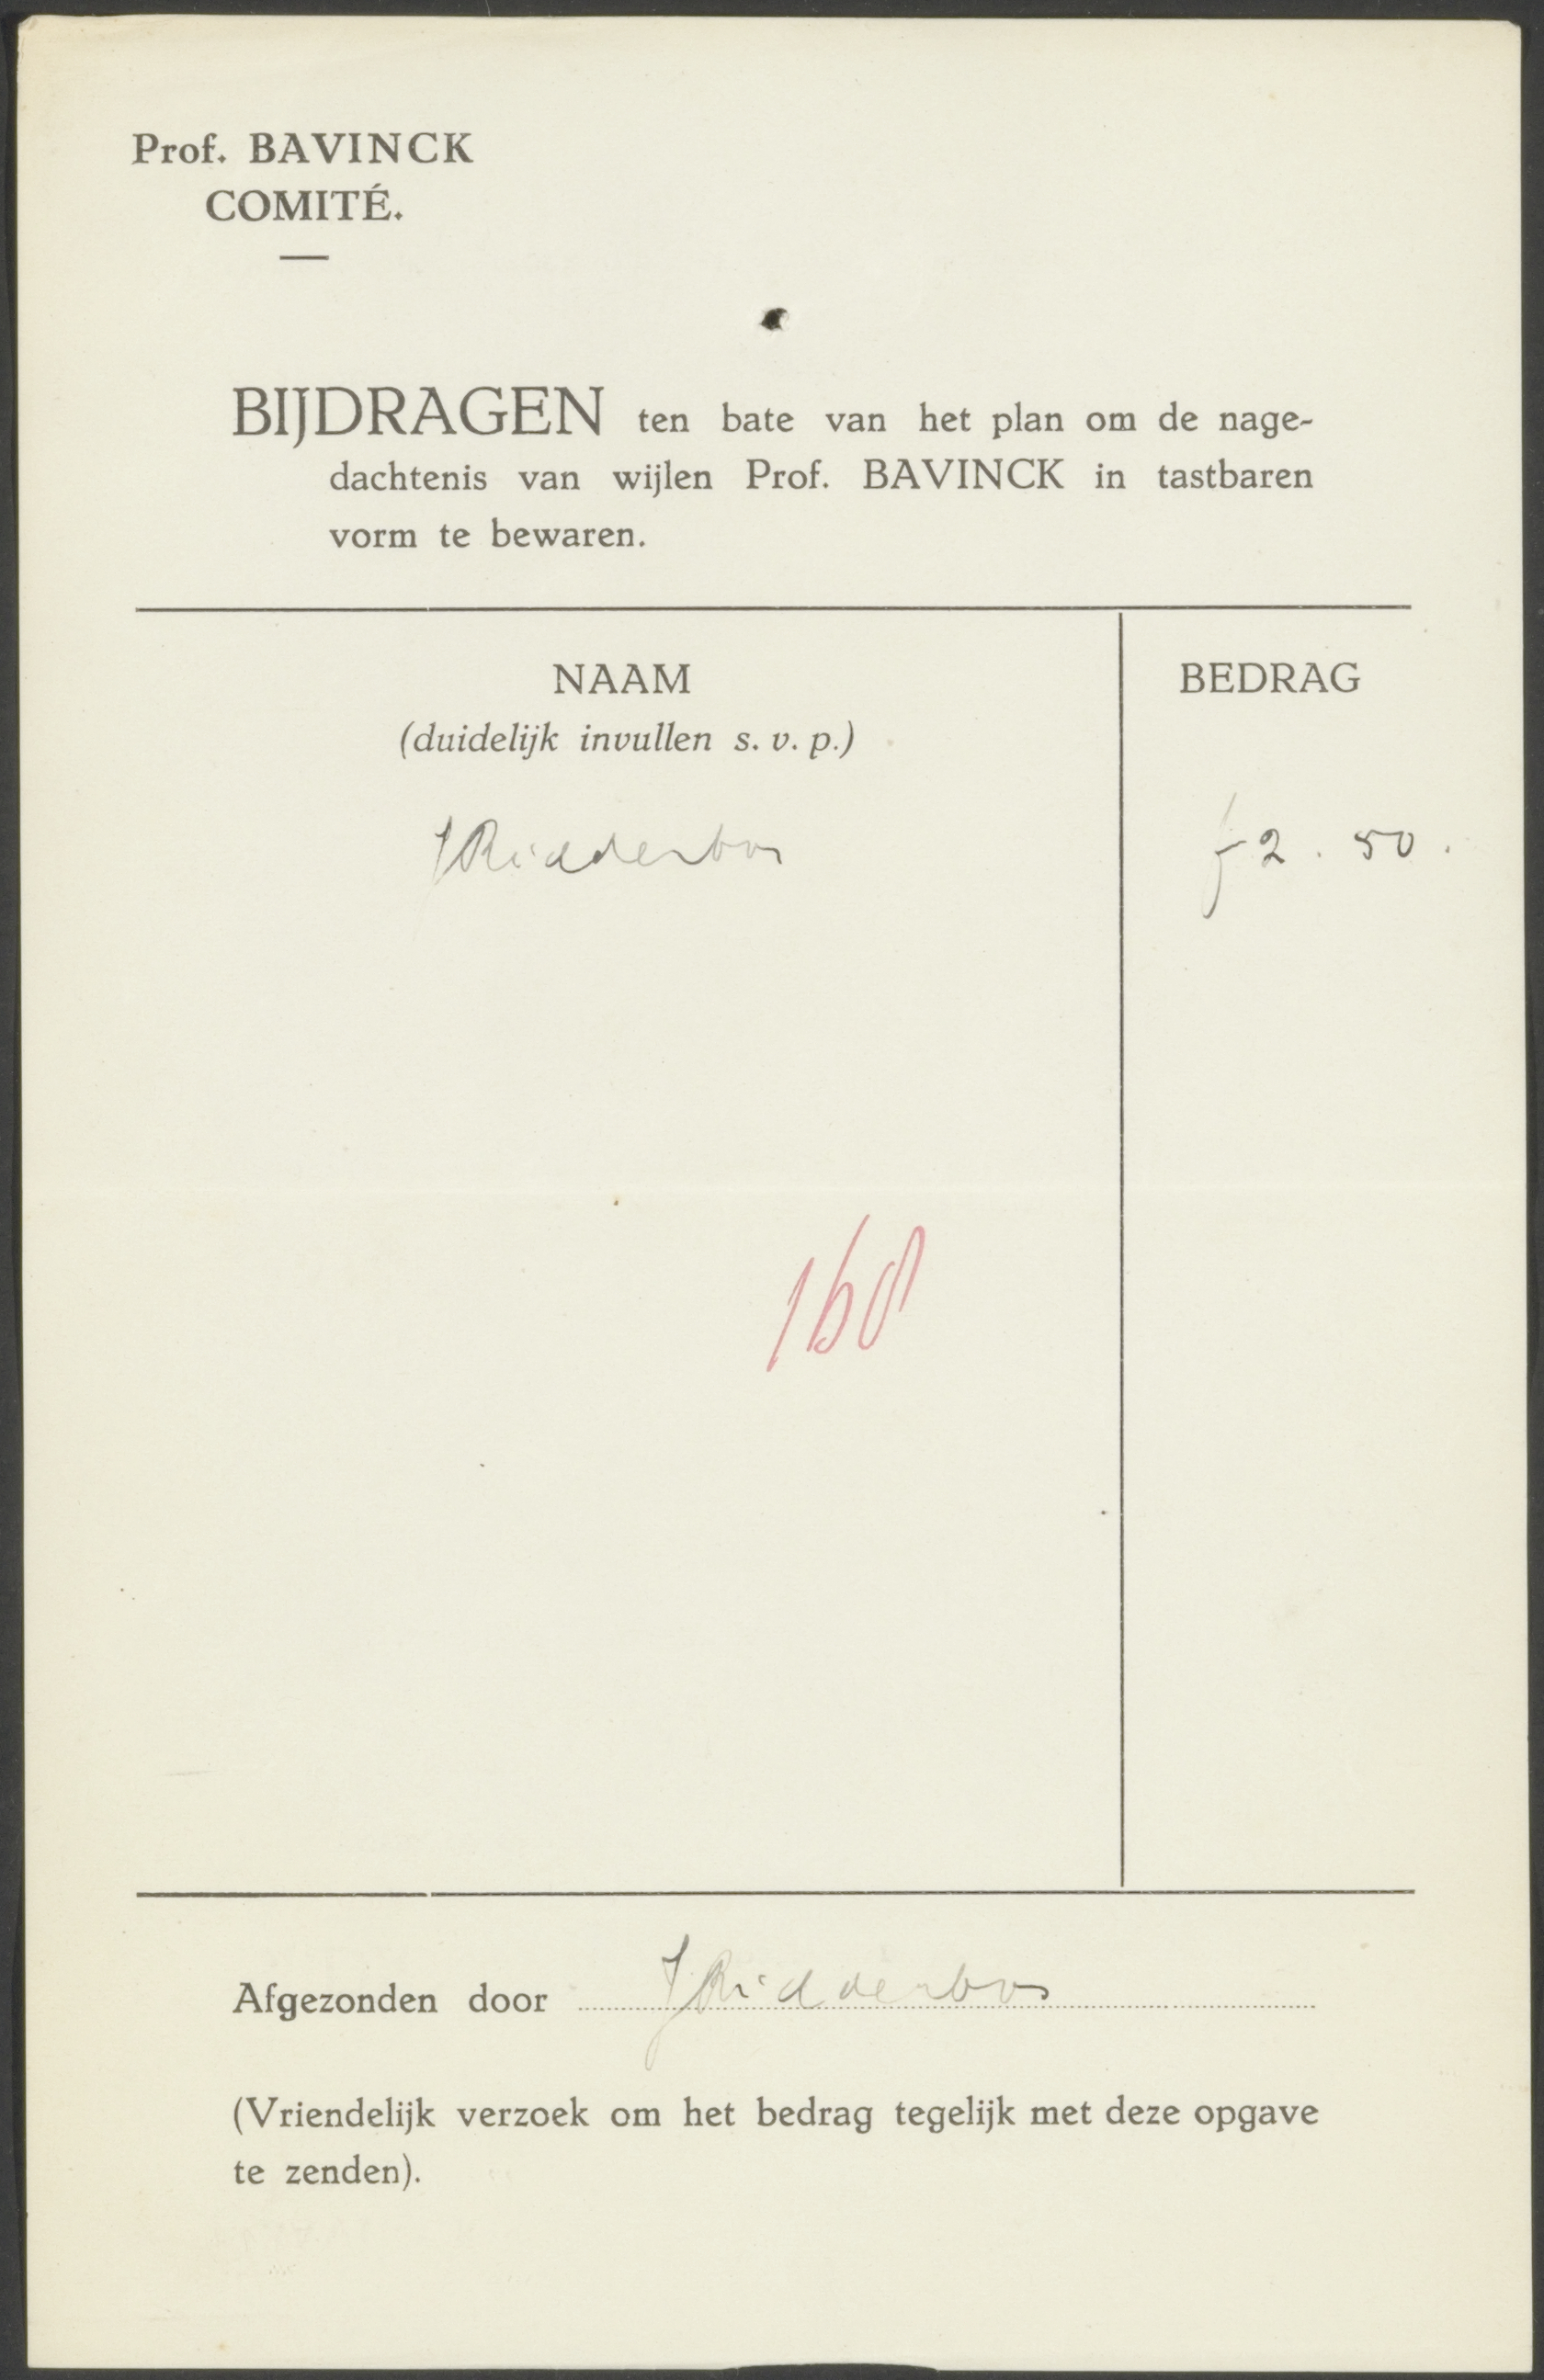 Prof. BAVINCK
COMITÉ.
BIJDRAGEN ten bate van het plan om de nage-
dachtenis van wijlen Prof. BAVINCK in tastbaren
vorm te bewaren.
NAAM
BEDRAG
(duidelijk invullen s. v. p.)
J Ridderbos
f 2.50.
168
Afgezonden door J Ridderbos
(Vriendelijk verzoek om het bedrag tegelijk met deze opgave
te zenden).